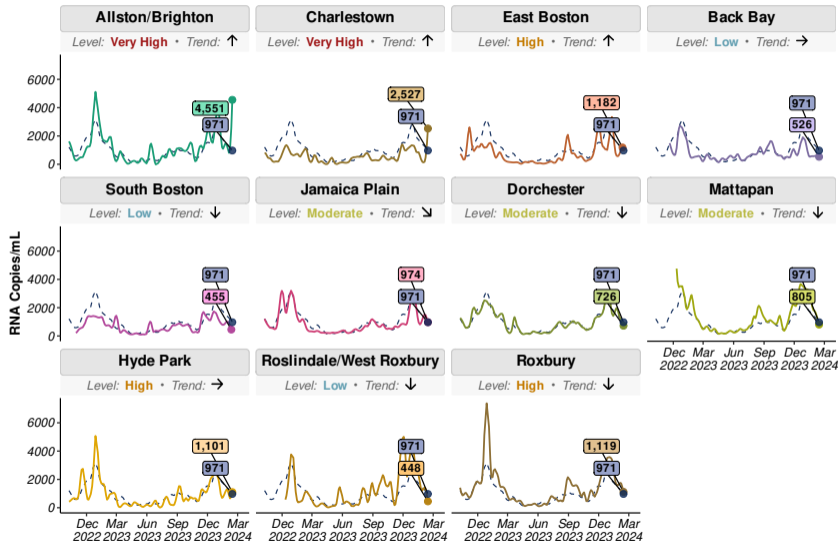 Allston/Brighton
Charlestown
East Boston
Back Bay
Level: Very High • Trend: ↑
Level: Very High • Trend: ↑
Level: High • Trend: ↑
Level: Low • Trend: →
6000
4000
2000
0
4,551
971
2,527
971
1,182
971
971
526
South Boston
Jamaica Plain
Dorchester
Mattapan
Level: Low • Trend: ↓
Level: Moderate • Trend: ↘
Level: Moderate • Trend: ↓
Level: Moderate • Trend: ↓
RNA Copies/mL
6000
4000
2000
0
971
455
974
971
971
726
971
805
Dec Mar Jun Sep Dec Mar
2022 2023 2023 2023 2023 2024
Hyde Park
Roslindale/West Roxbury
Roxbury
Level: High • Trend: →
Level: Low • Trend: ↓
Level: High • Trend: ↓
6000
4000
2000
0
1,101
971
971
448
1,119
971
Dec Mar Jun Sep Dec Mar
2022 2023 2023 2023 2023 2024
Dec Mar Jun Sep Dec Mar
2022 2023 2023 2023 2023 2024
Dec Mar Jun Sep Dec Mar
2022 2023 2023 2023 2023 2024